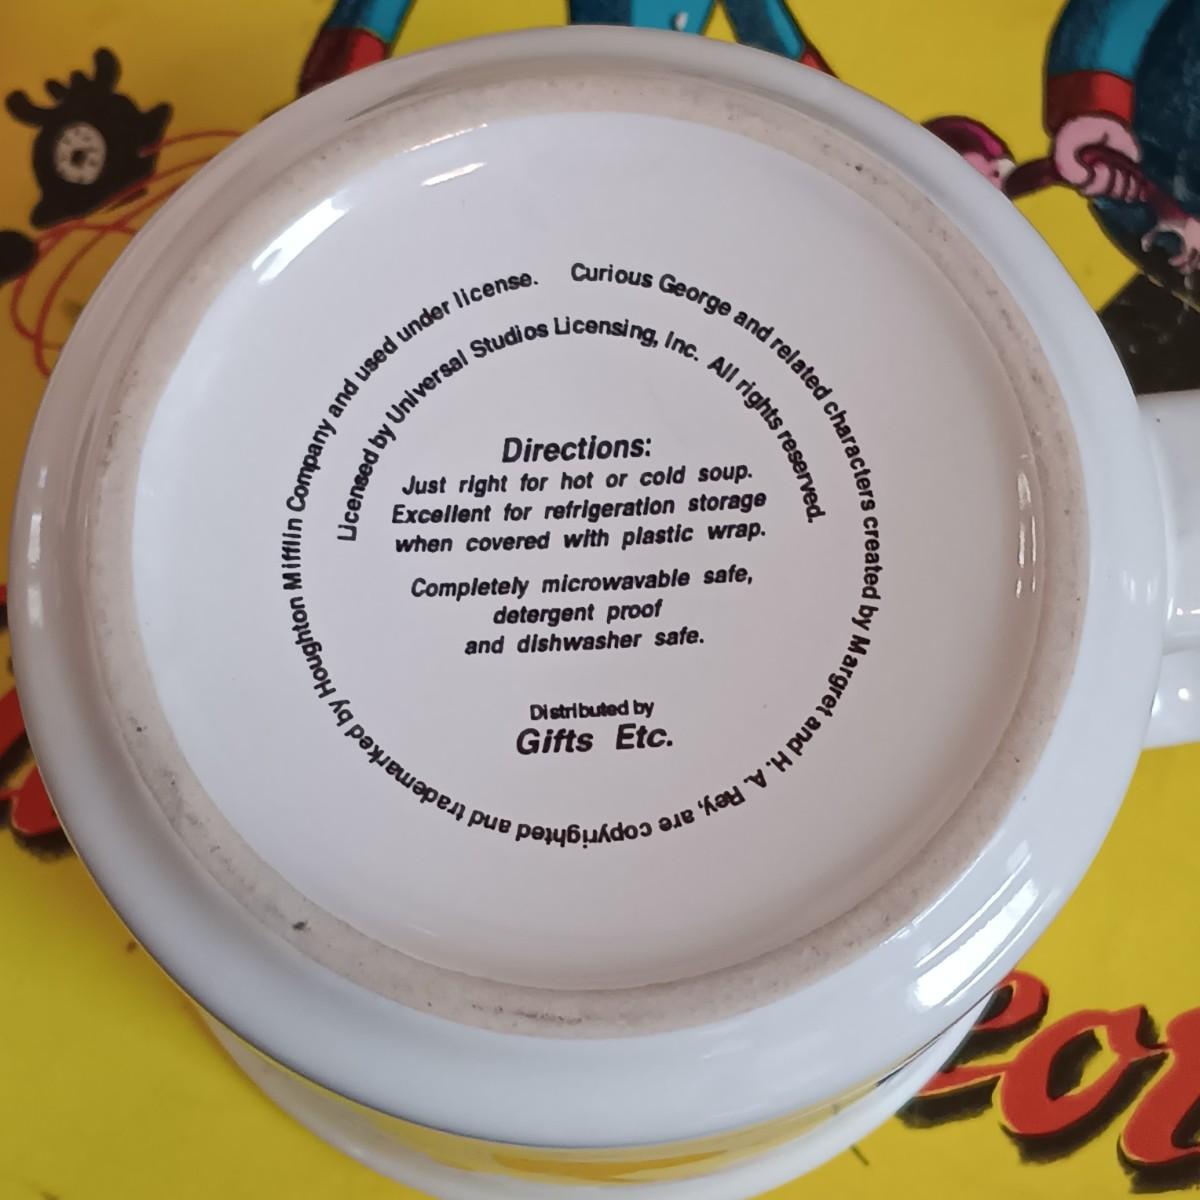 Curious George and related characters created by Margret and H. A. Rey, are copyrighted and trademarked by Houghton Mifflin Company and used under license.
Licensed by Universal Studios Licensing, Inc. All rights reserved.
Directions:
Just right for hot or cold soup.
Excellent for refrigeration storage
when covered with plastic wrap.
Completely microwavable safe,
detergent proof
and dishwasher safe.
Distributed by
Gifts Etc.